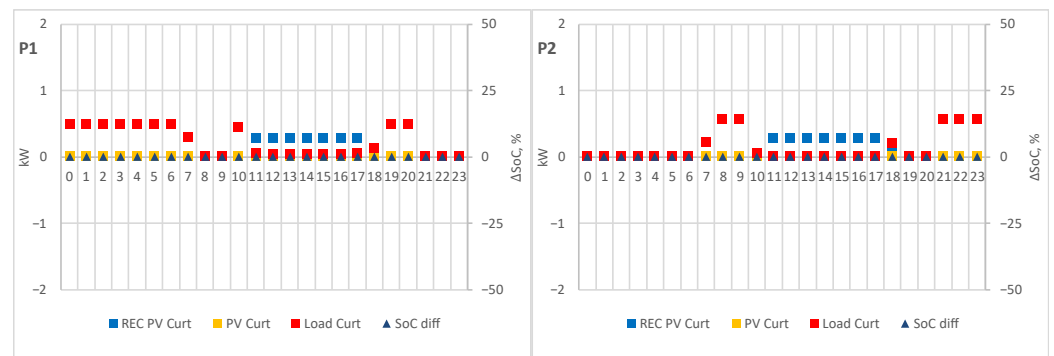 2 50 2 50
P1 P2
1 25 1 25
kW ΔSoC, % kW ΔSoC, %
0 0 0 0
0 1 2 3 4 5 6 7 8 9 10 11 12 13 14 15 16 17 18 19 20 21 22 23 0 1 2 3 4 5 6 7 8 9 10 11 12 13 14 15 16 17 18 19 20 21 22 23
−1 −25 −1 −25
−2 −50 −2 −50
REC PV Curt PV Curt Load Curt SoC diff REC PV Curt PV Curt Load Curt SoC diff